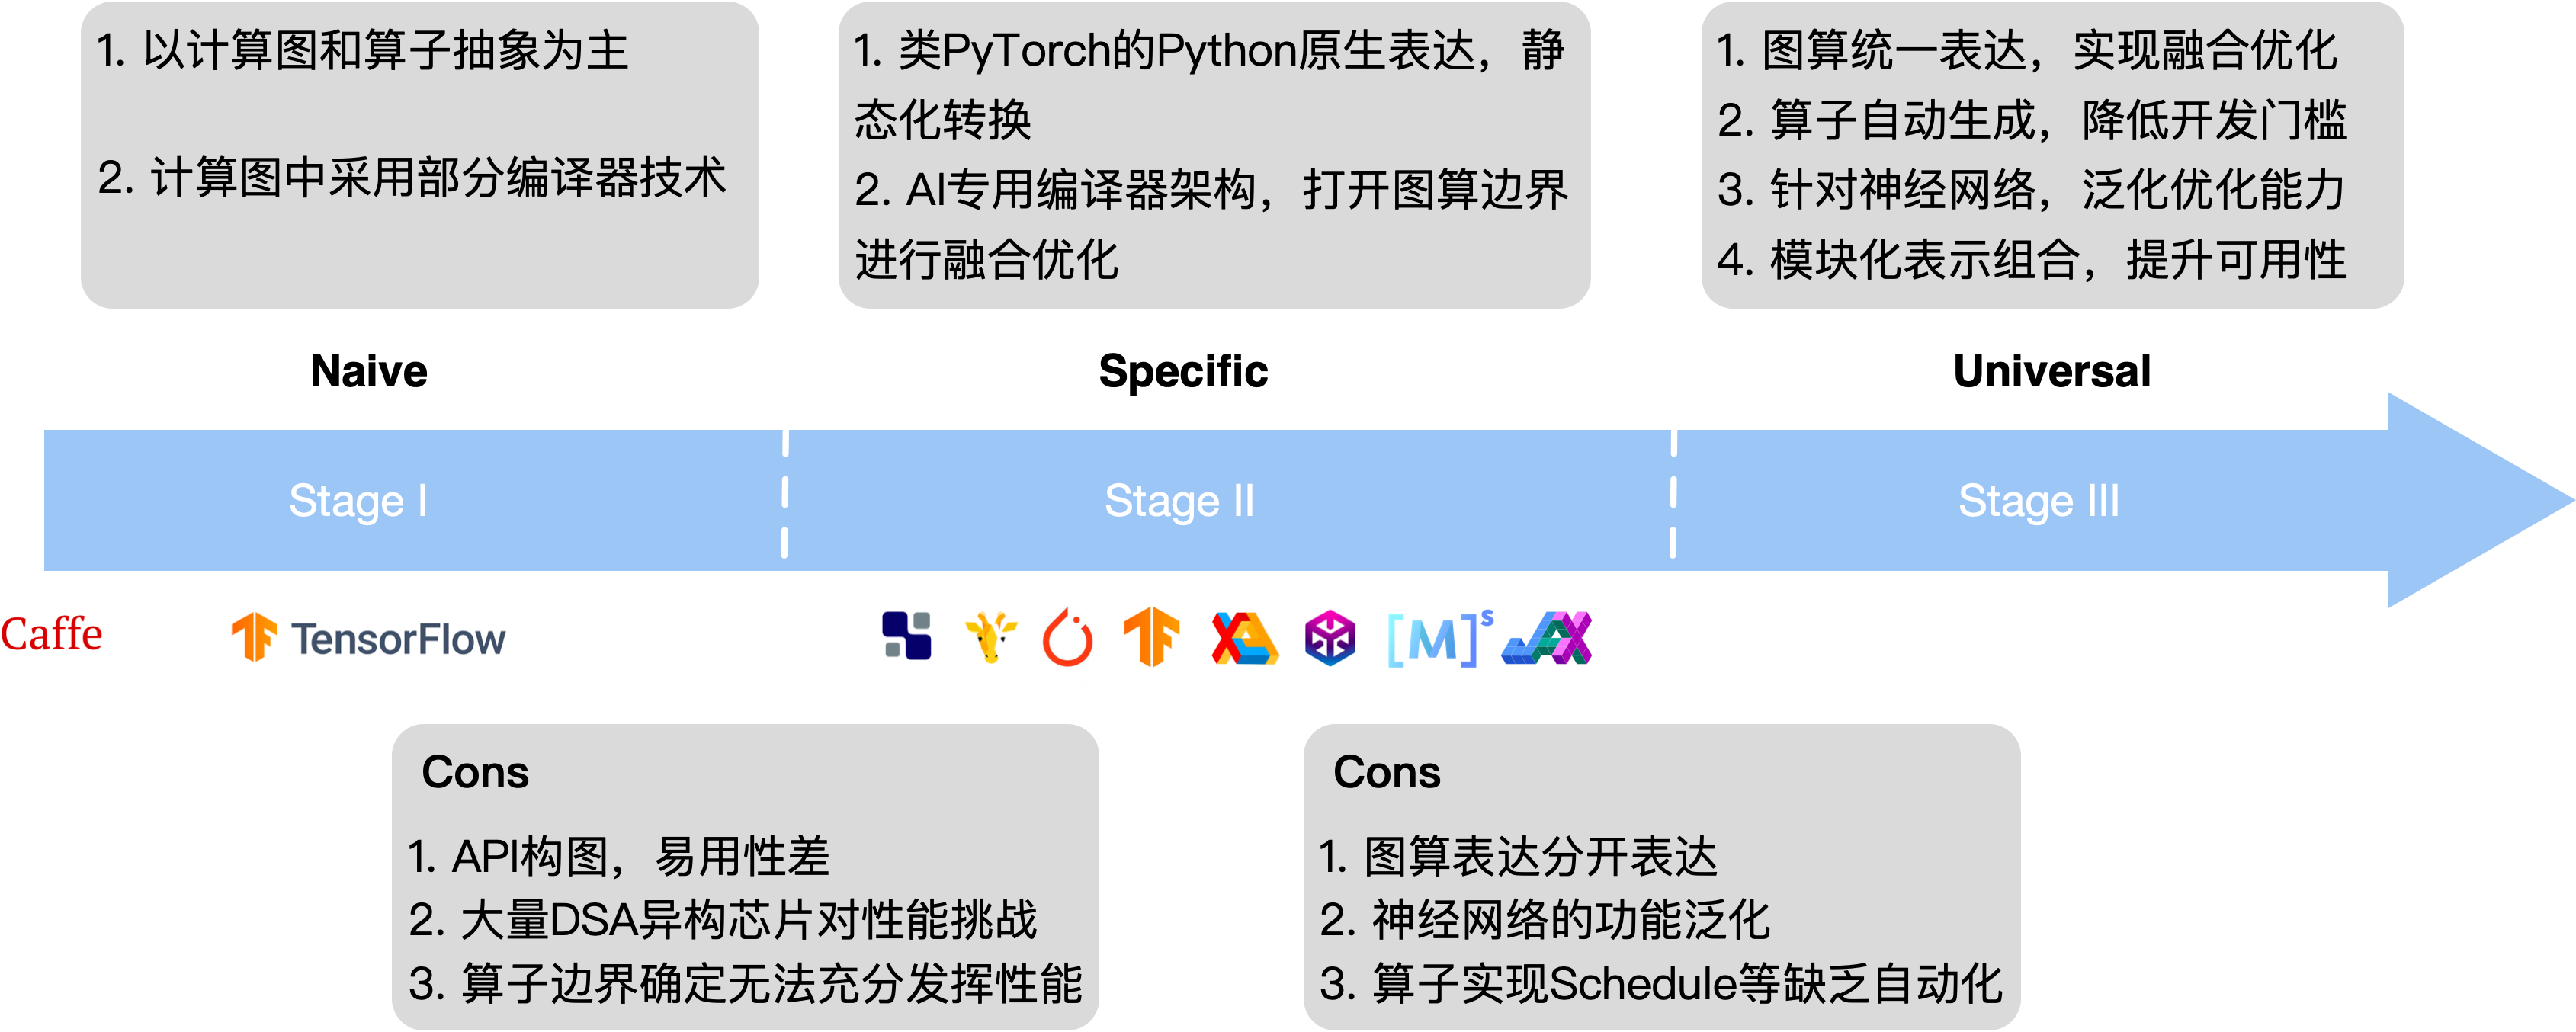 1. 以计算图和算子抽象为主
2. 计算图中采用部分编译器技术
1. 类PyTorch的Python原生表达，静
态化转换
2. AI专用编译器架构，打开图算边界
进行融合优化
1. 图算统一表达，实现融合优化
2. 算子自动生成，降低开发门槛
3. 针对神经网络，泛化优化能力
4. 模块化表示组合，提升可用性
Naive
Specific
Universal
Stage I
Stage II
Stage III
Caffe
TensorFlow
[M]s
JAX
Cons
1. API构图，易用性差
2. 大量DSA异构芯片对性能挑战
3. 算子边界确定无法充分发挥性能
Cons
1. 图算表达分开表达
2. 神经网络的功能泛化
3. 算子实现Schedule等缺乏自动化